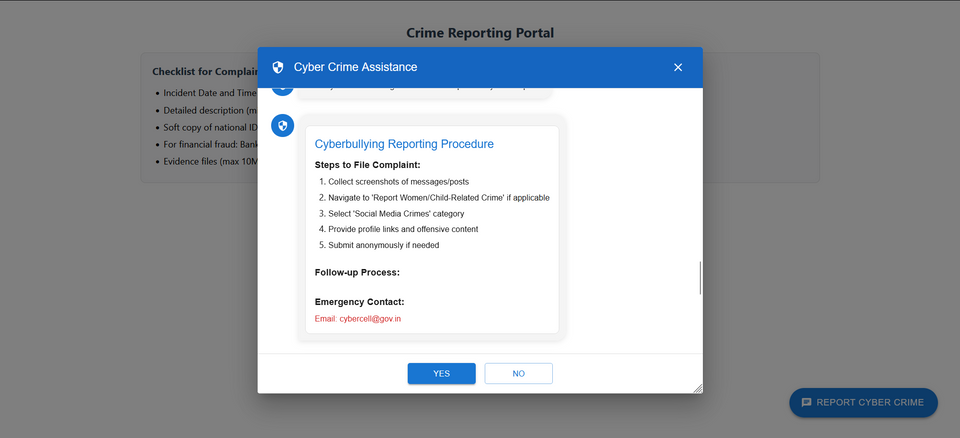 Crime Reporting Portal
Cyber Crime Assistance
Checklist for Complain
Incident Date and Time
Detailed description (m
Soft copy of national ID
For financial fraud: Bank
Evidence files (max 10M
Cyberbullying Reporting Procedure
Steps to File Complaint:
1. Collect screenshots of messages/posts
2. Navigate to 'Report Women/Child-Related Crime' if applicable
3. Select 'Social Media Crimes' category
4. Provide profile links and offensive content
5. Submit anonymously if needed
Follow-up Process:
Emergency Contact:
Email: cybercell@gov.in
YES
NO
REPORT CYBER CRIME